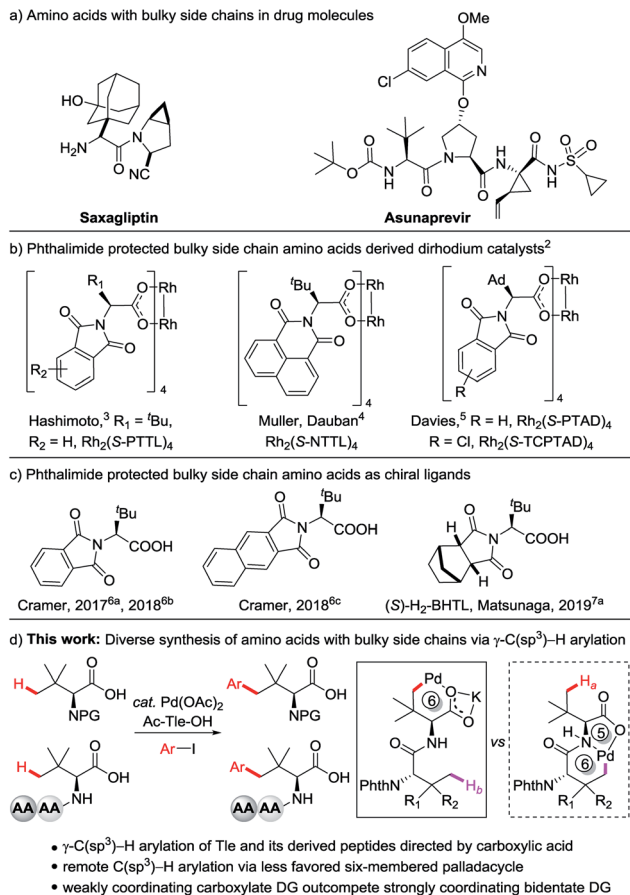 a) Amino acids with bulky side chains in drug molecules
OMe
Cl
N
O
HO
H₂N
N
O
NC
O
O
N
H
O
N
O
H
N
O
N
H
O
S
O
Saxagliptin
Asunaprevir
b) Phthalimide protected bulky side chain amino acids derived dirhodium catalysts²
R₁
O
N
O
O
O
Rh
Rh
R₂
4
ᵗBu
O
N
O
O
O
Rh
Rh
4
Ad
O
N
O
O
O
Rh
Rh
R
4
Hashimoto,³ R₁ = ᵗBu,
R₂ = H, Rh₂(S-PTTL)₄
Muller, Dauban⁴
Rh₂(S-NTTL)₄
Davies,⁵ R = H, Rh₂(S-PTAD)₄
R = Cl, Rh₂(S-TCPTAD)₄
c) Phthalimide protected bulky side chain amino acids as chiral ligands
O
ᵗBu
N
COOH
O
O
ᵗBu
N
COOH
O
O
ᵗBu
H
N
COOH
H
O
Cramer, 2017⁶ᵃ, 2018⁶ᵇ
Cramer, 2018⁶ᶜ
(S)-H₂-BHTL, Matsunaga, 2019⁷ᵃ
d) This work: Diverse synthesis of amino acids with bulky side chains via γ-C(sp³)–H arylation
H
O
OH
NPG
H
O
OH
NH
AA AA
cat. Pd(OAc)₂
Ac-Tle-OH
Ar—I
Ar
O
OH
NPG
Ar
O
OH
NH
AA AA
Pd
6
O
O
K
NH
O
PhthN
Hb
R₁ R₂
vs
Ha
O
H
N
5
O
Pd
O
6
PhthN
R₁ R₂
• γ-C(sp³)–H arylation of Tle and its derived peptides directed by carboxylic acid
• remote C(sp³)–H arylation via less favored six-membered palladacycle
• weakly coordinating carboxylate DG outcompete strongly coordinating bidentate DG